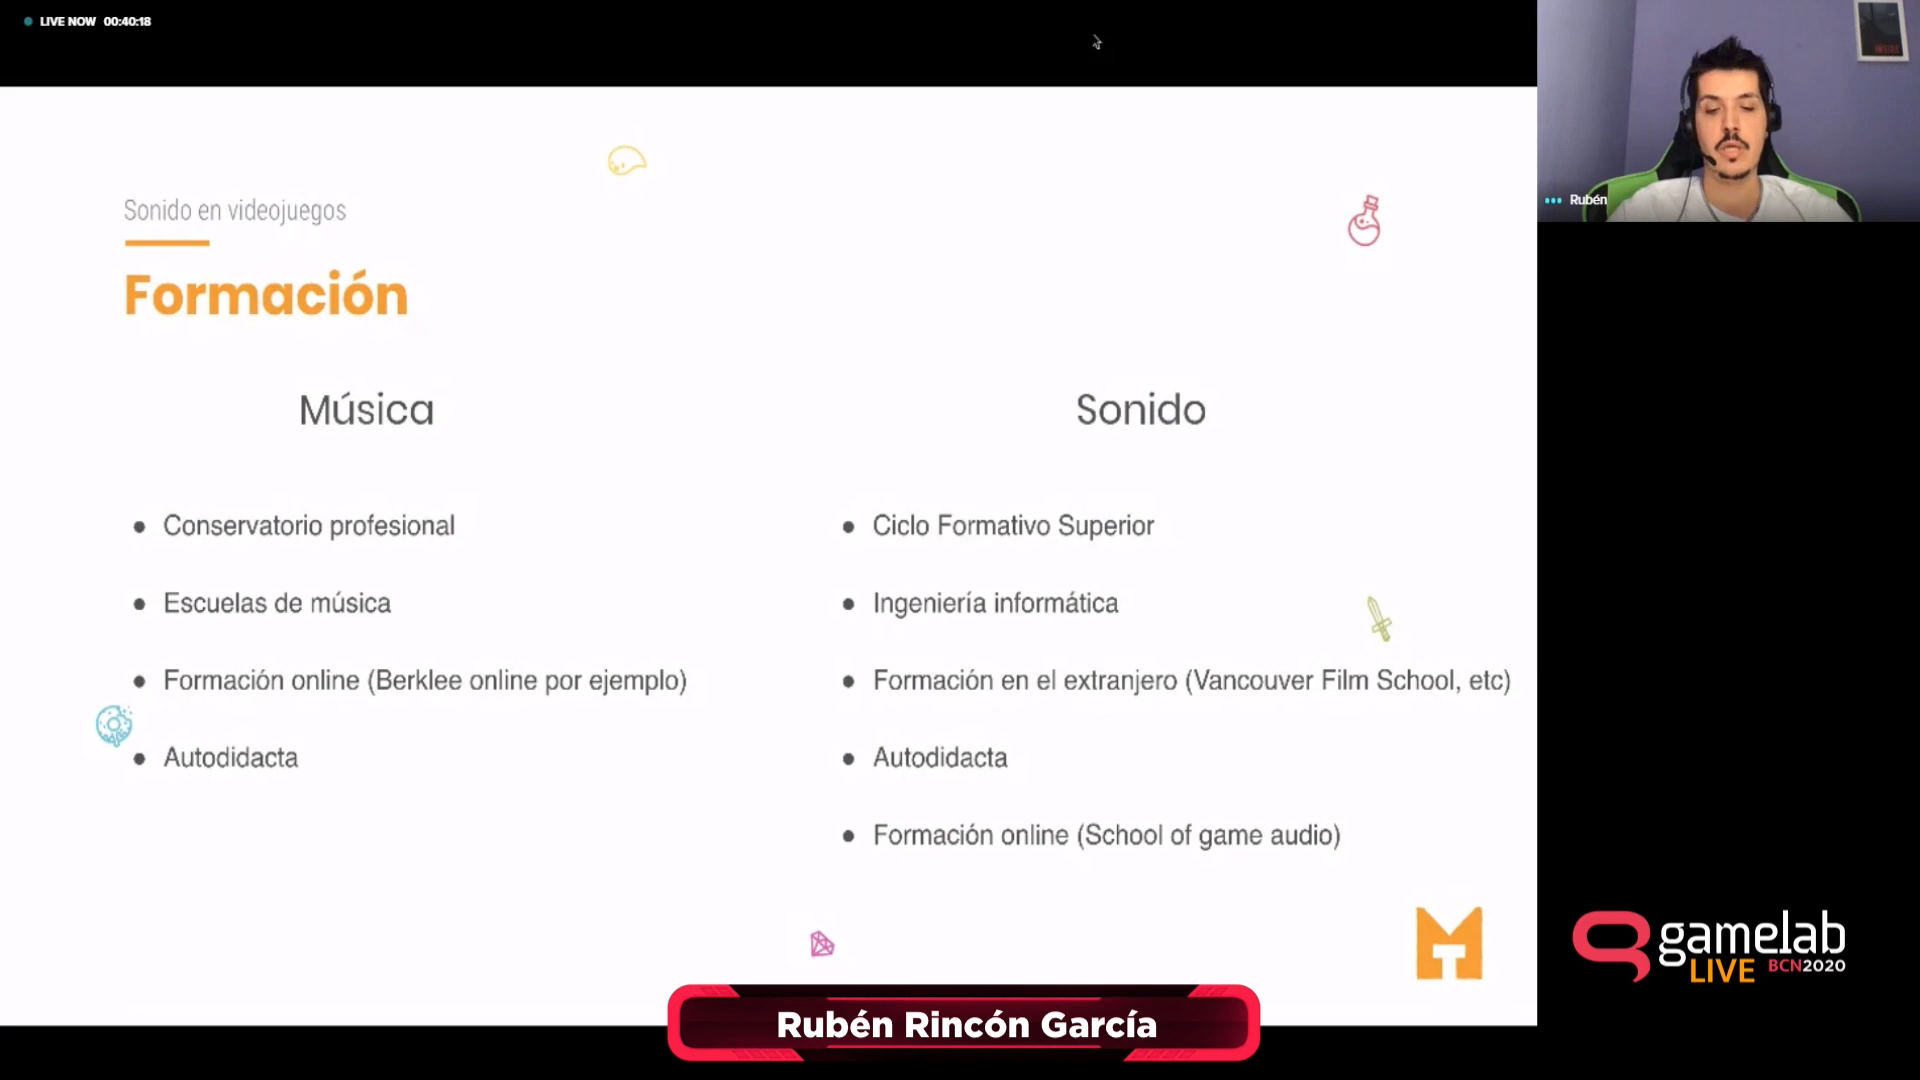 LIVE NOW 00:40:18
Rubén
Sonido en videojuegos
Formación
Música
Conservatorio profesional
Escuelas de música
Formación online (Berklee online por ejemplo)
Autodidacta
Sonido
Ciclo Formativo Superior
Ingeniería informática
Formación en el extranjero (Vancouver Film School, etc)
Autodidacta
Formación online (School of game audio)
gamelab
LIVE BCN2020
Rubén Rincón García